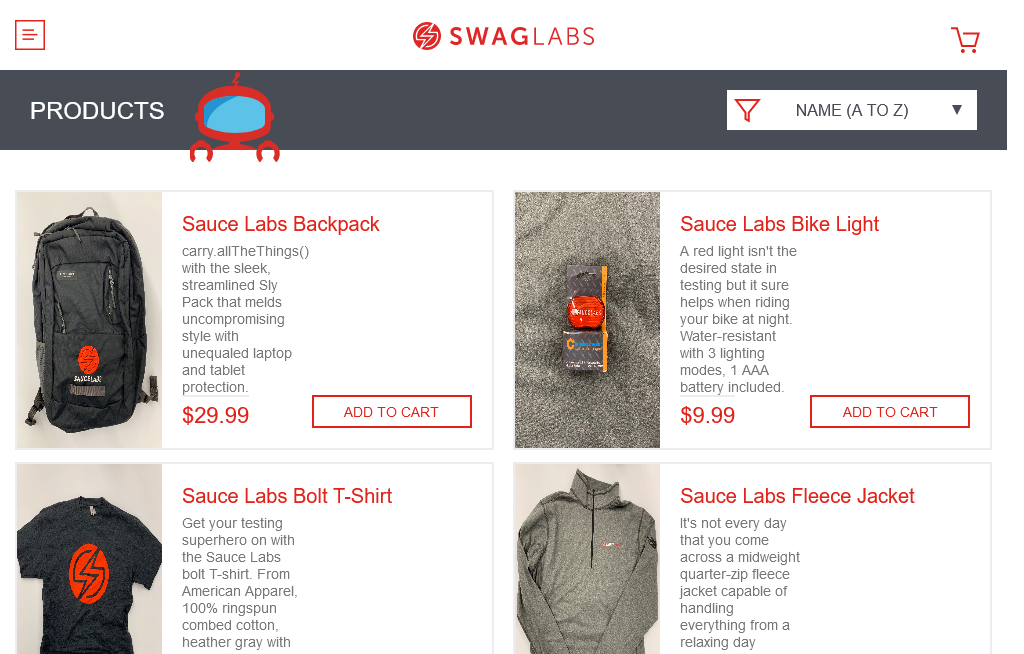 SWAGLABS
PRODUCTS
NAME (A TO Z)
Sauce Labs Backpack
carry.allTheThings()
with the sleek,
streamlined Sly
Pack that melds
uncompromising
style with
unequaled laptop
and tablet
protection.
$29.99
ADD TO CART
SAUCELABS
Sauce Labs Bike Light
A red light isn't the
desired state in
testing but it sure
helps when riding
your bike at night.
Water-resistant
with 3 lighting
modes, 1 AAA
battery included.
$9.99
ADD TO CART
SAUCELABS
Sauce Labs Bolt T-Shirt
Get your testing
superhero on with
the Sauce Labs
bolt T-shirt. From
American Apparel,
100% ringspun
combed cotton,
heather gray with
Sauce Labs Fleece Jacket
It's not every day
that you come
across a midweight
quarter-zip fleece
jacket capable of
handling
everything from a
relaxing day